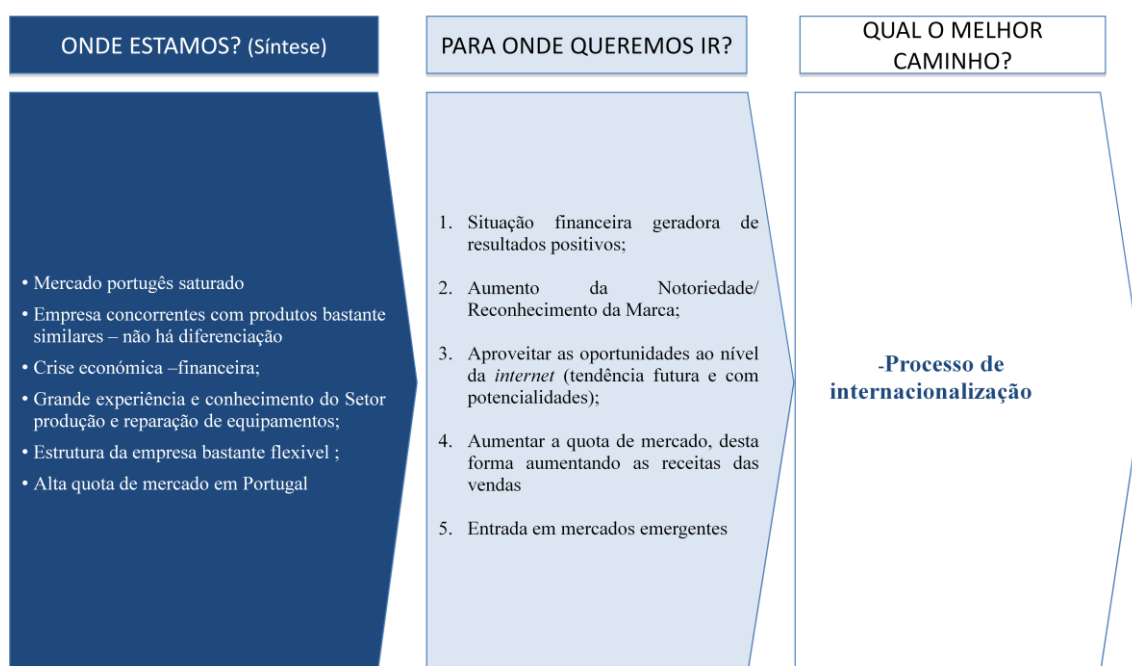 ONDE ESTAMOS? (Síntese)
• Mercado portugês saturado
• Empresa concorrentes com produtos bastante
similares – não há diferenciação
• Crise económica –financeira;
• Grande experiência e conhecimento do Setor
produção e reparação de equipamentos;
• Estrutura da empresa bastante flexivel ;
• Alta quota de mercado em Portugal
PARA ONDE QUEREMOS IR?
1. Situação financeira geradora de
resultados positivos;
2. Aumento da Notoriedade/
Reconhecimento da Marca;
3. Aproveitar as oportunidades ao nível
da internet (tendência futura e com
potencialidades);
4. Aumentar a quota de mercado, desta
forma aumentando as receitas das
vendas
5. Entrada em mercados emergentes
QUAL O MELHOR
CAMINHO?
-Processo de
internacionalização